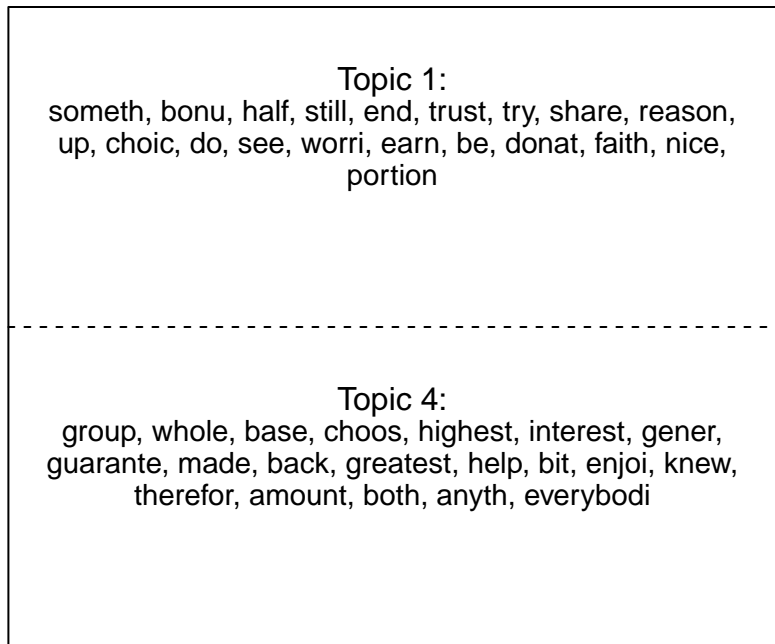 Topic 1:
someth, bonu, half, still, end, trust, try, share, reason,
up, choic, do, see, worri, earn, be, donat, faith, nice,
portion
Topic 4:
group, whole, base, choos, highest, interest, gener,
guarante, made, back, greatest, help, bit, enjoi, knew,
therefor, amount, both, anyth, everybodi